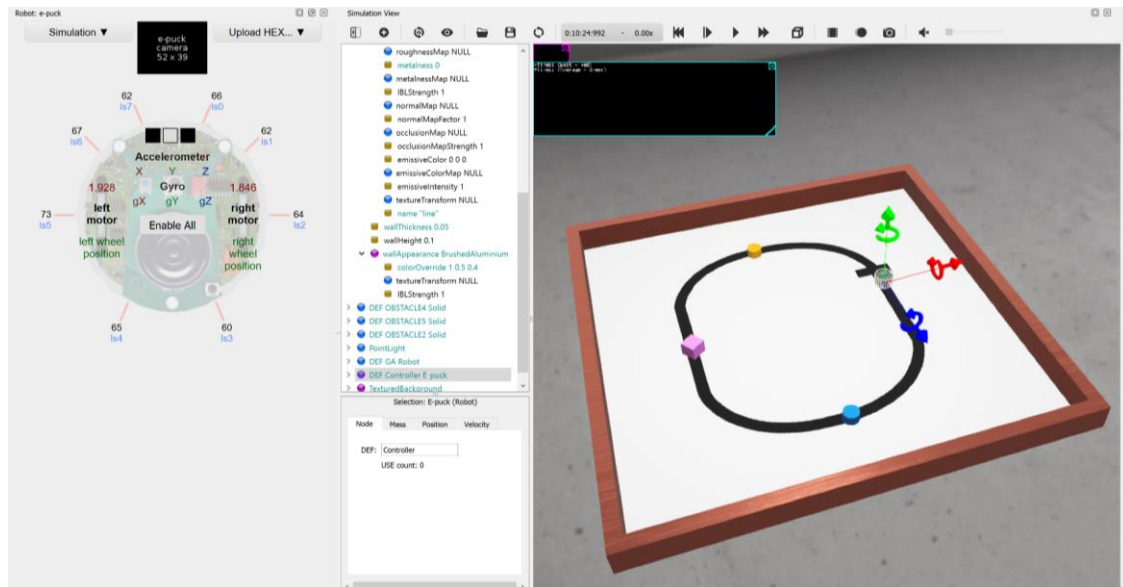 Robot: e-puck
Simulation ▼
e-puck
camera
52 x 39
Upload HEX... ▼
62
ls7
66
ls0
67
ls6
62
ls1
Accelerometer
X Y Z
1.928
Gyro
1.846
left
motor
gX gY gZ
right
motor
73
ls5
Enable All
64
ls2
left wheel
position
right
wheel
position
65
ls4
60
ls3
Simulation View
0:10:24:992 - 0.00x
roughnessMap NULL
metalness 0
metalnessMap NULL
IBLStrength 1
normalMap NULL
normalMapFactor 1
occlusionMap NULL
occlusionMapStrength 1
emissiveColor 0 0 0
emissiveColorMap NULL
emissiveIntensity 1
textureTransform NULL
name "line"
wallThickness 0.05
wallHeight 0.1
wallAppearance BrushedAluminium
colorOverride 1 0.5 0.4
textureTransform NULL
IBLStrength 1
DEF OBSTACLE4 Solid
DEF OBSTACLE5 Solid
DEF OBSTACLE2 Solid
PointLight
DEF GA Robot
DEF Controller E-puck
TexturedBackground
Selection: E-puck (Robot)
Node Mass Position Velocity
DEF: Controller
USE count: 0